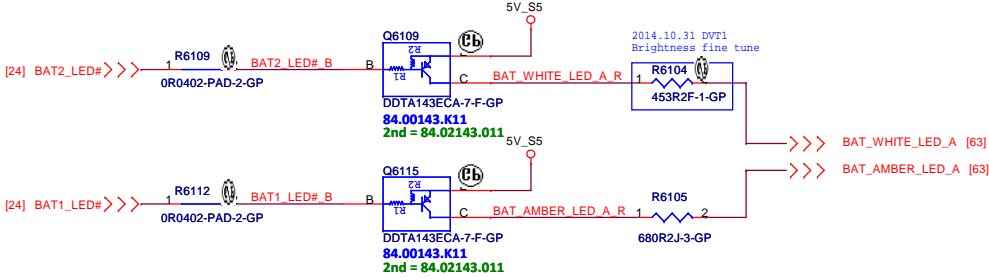 5V_S5
Q6109
2014.10.31 DVT1
Brightness fine tune
R6109
R2
R6104
[24] BAT2_LED#
1
BAT2_LED#_B
B
R1
C
BAT_WHITE_LED_A_R
1
2
0R0402-PAD-2-GP
453R2F-1-GP
DDTA143ECA-7-F-GP
84.00143.K11
2nd = 84.02143.011
5V_S5
BAT_WHITE_LED_A [63]
BAT_AMBER_LED_A [63]
Q6115
R6112
R2
R6105
[24] BAT1_LED#
1
BAT1_LED#_B
B
R1
C
BAT_AMBER_LED_A_R
1
2
0R0402-PAD-2-GP
680R2J-3-GP
DDTA143ECA-7-F-GP
84.00143.K11
2nd = 84.02143.011